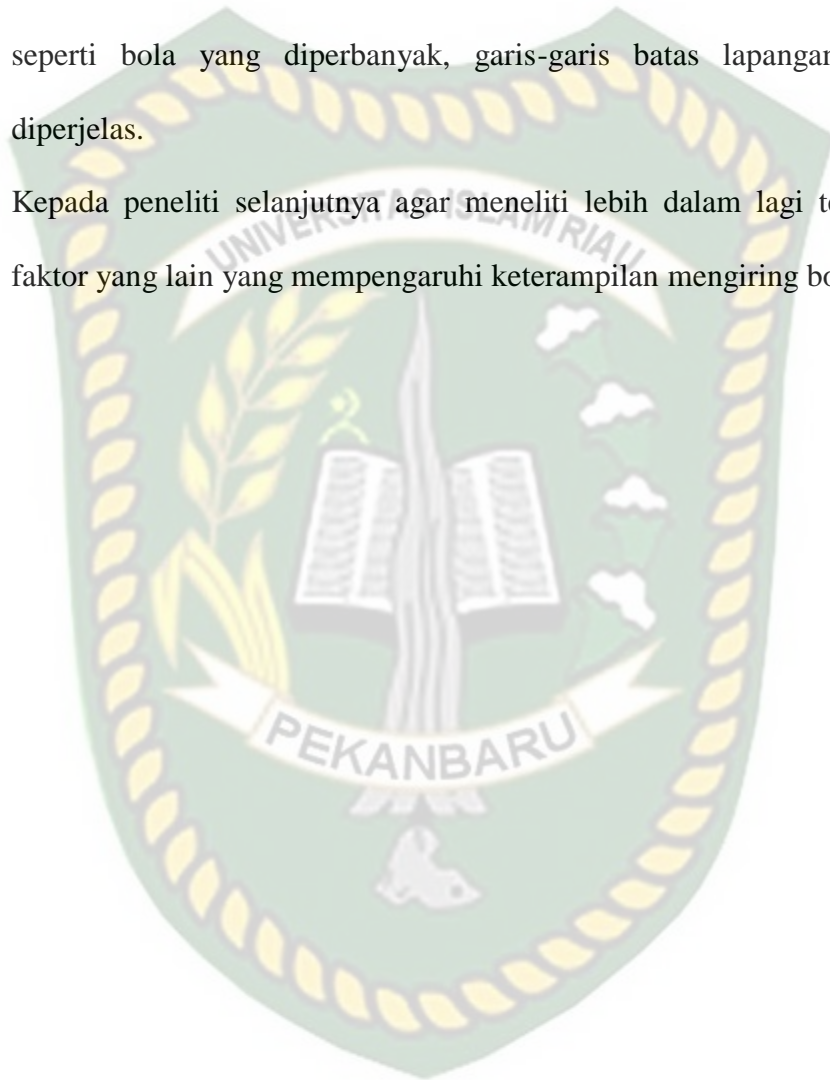 seperti bola yang diperbanyak, garis-garis batas lapangan
diperjelas.
Kepada peneliti selanjutnya agar meneliti lebih dalam lagi
faktor yang lain yang mempengaruhi keterampilan mengiring
UNIVERSITAS ISLAM RIAU
PEKANBARU